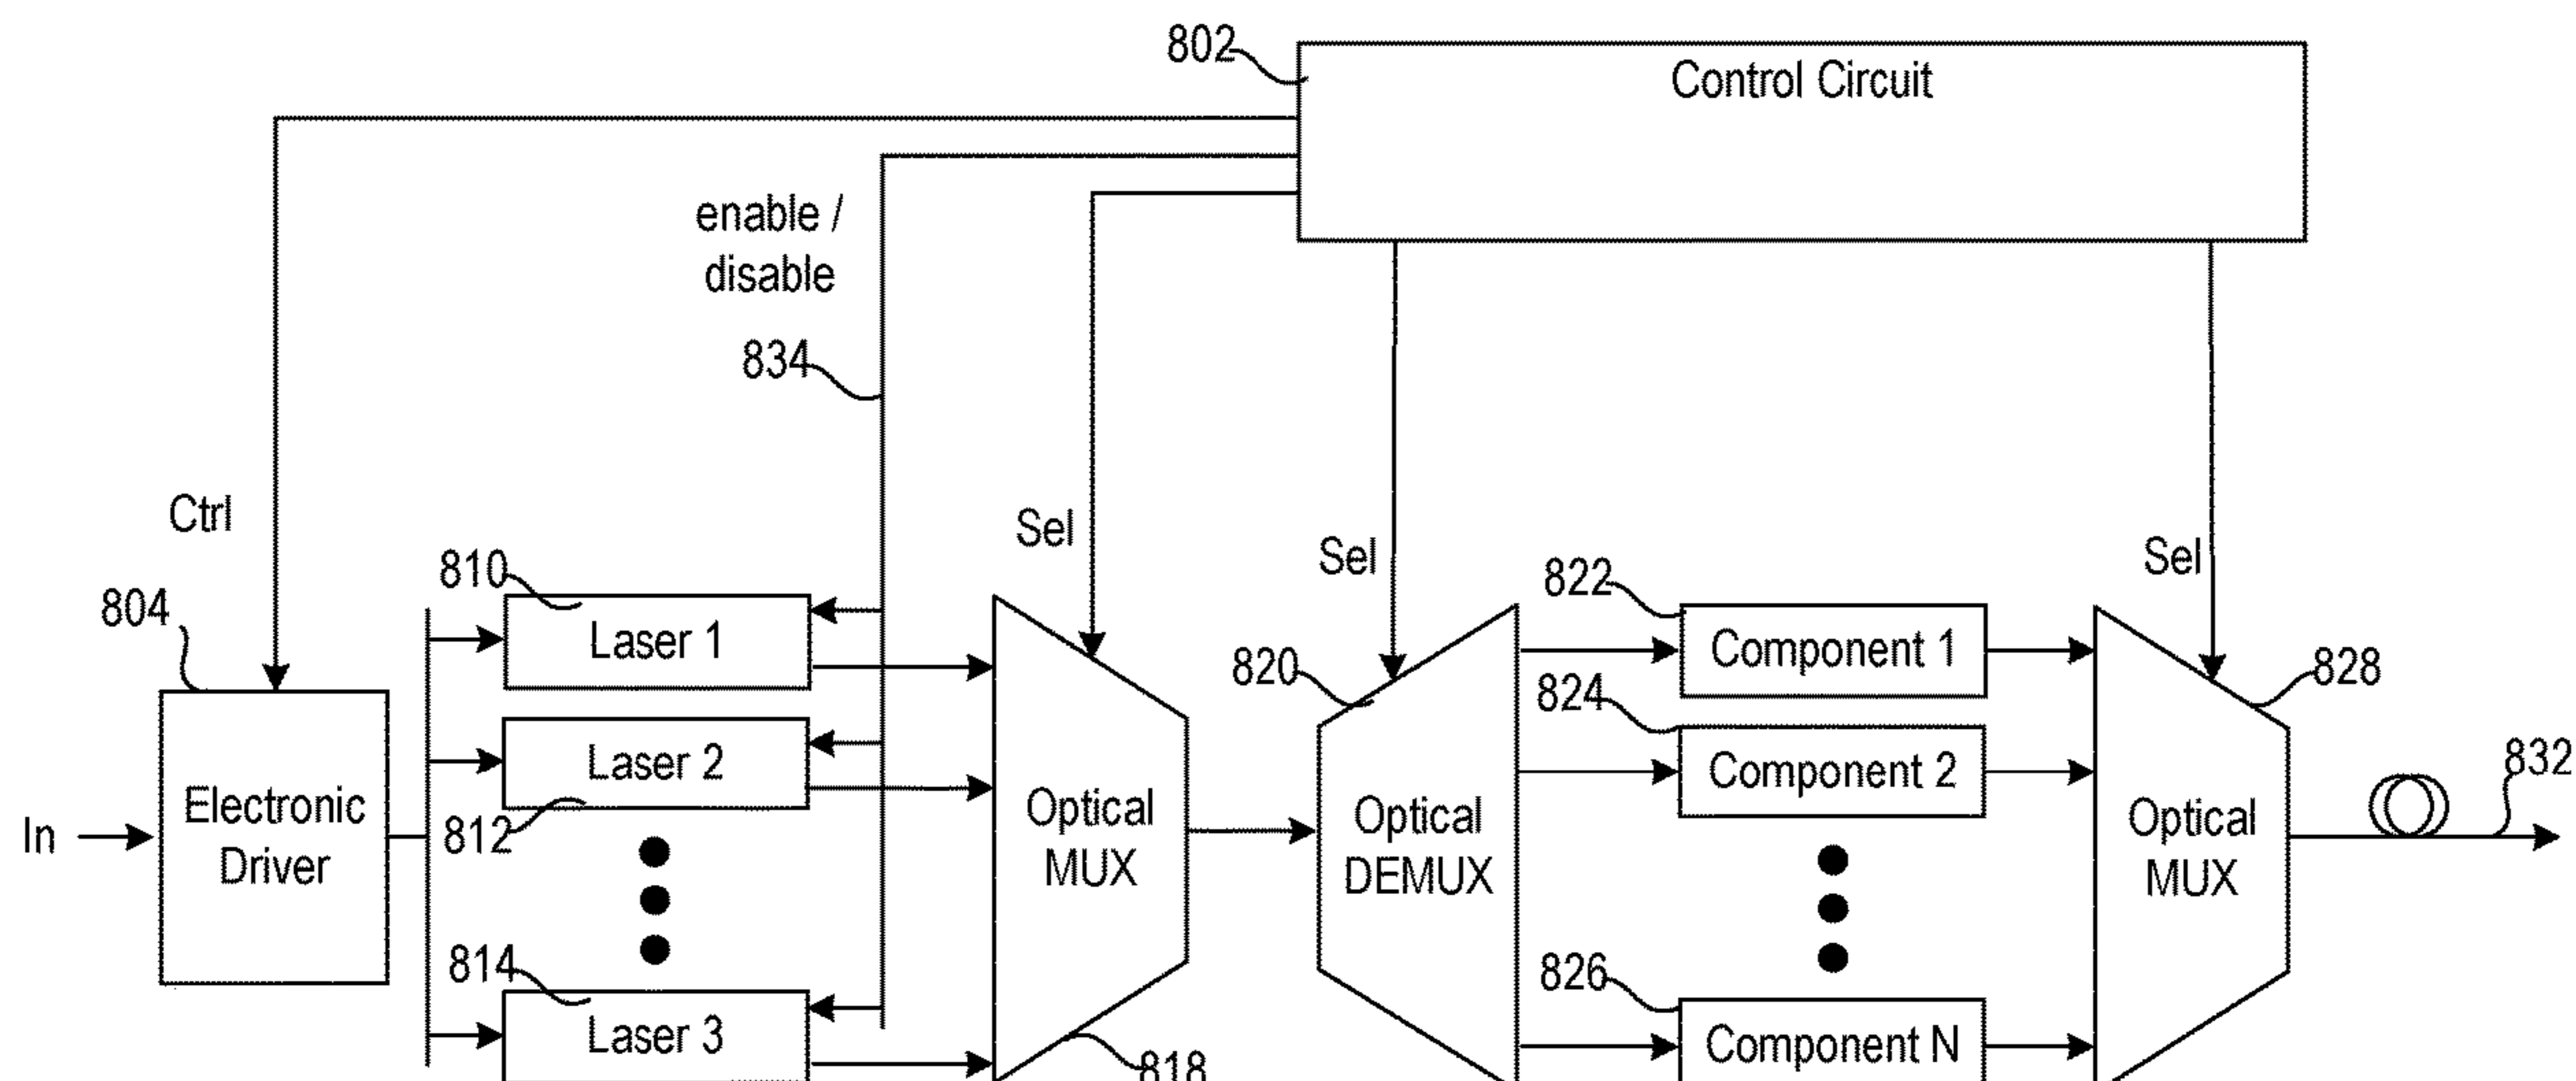 802
Control Circuit
enable /
disable
834
Ctrl
Sel
Sel
Sel
804
810
Laser 1
820
822
Component 1
828
824
In
Electronic
Driver
Laser 2
812
Optical
MUX
Optical
DEMUX
Component 2
Optical
MUX
832
814
Laser 3
818
826
Component N